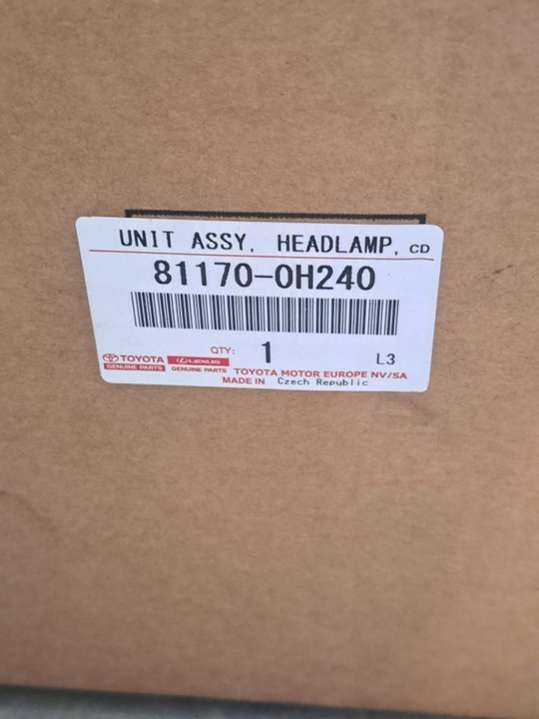 UNIT ASSY, HEADLAMP, CD
81170-0H240
QTY: 1 L3
TOYOTA LEXUS
GENUINE PARTS GENUINE PARTS TOYOTA MOTOR EUROPE NV/SA
MADE IN Czech Republic